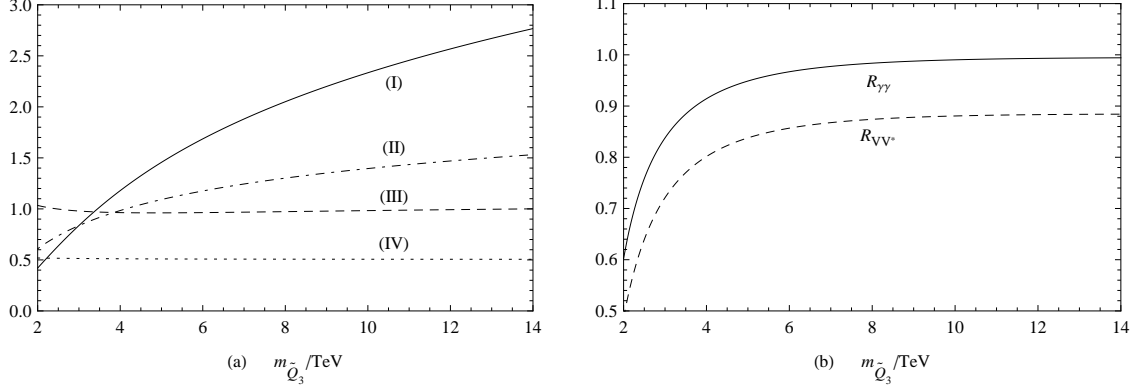 3.0
2.5
2.0
1.5
1.0
0.5
0.0
2 4 6 8 10 12 14
(I)
(II)
(III)
(IV)
(a) m_{\tilde{Q}_3}/TeV
1.1
1.0
0.9
0.8
0.7
0.6
0.5
2 4 6 8 10 12 14
R_{γγ}
R_{VV*}
(b) m_{\tilde{Q}_3}/TeV